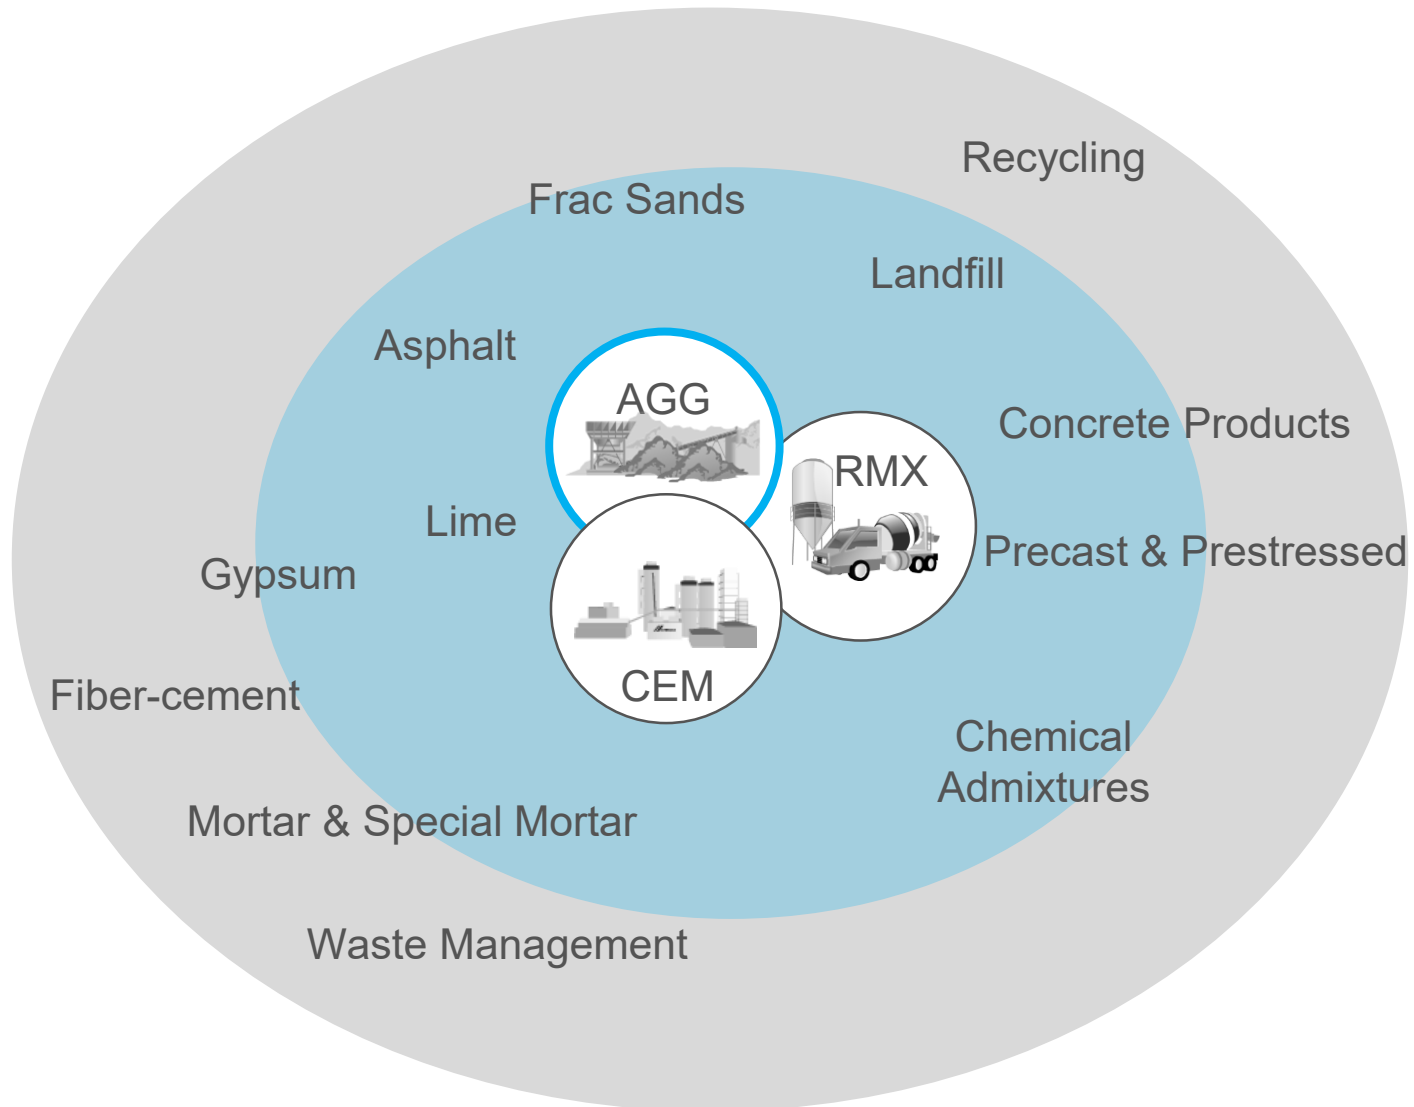 Recycling
Frac Sands
Landfill
Asphalt
AGG
Concrete Products
RMX
Lime
Precast & Prestressed
Gypsum
CEM
Fiber-cement
Chemical
Admixtures
Mortar & Special Mortar
Waste Management